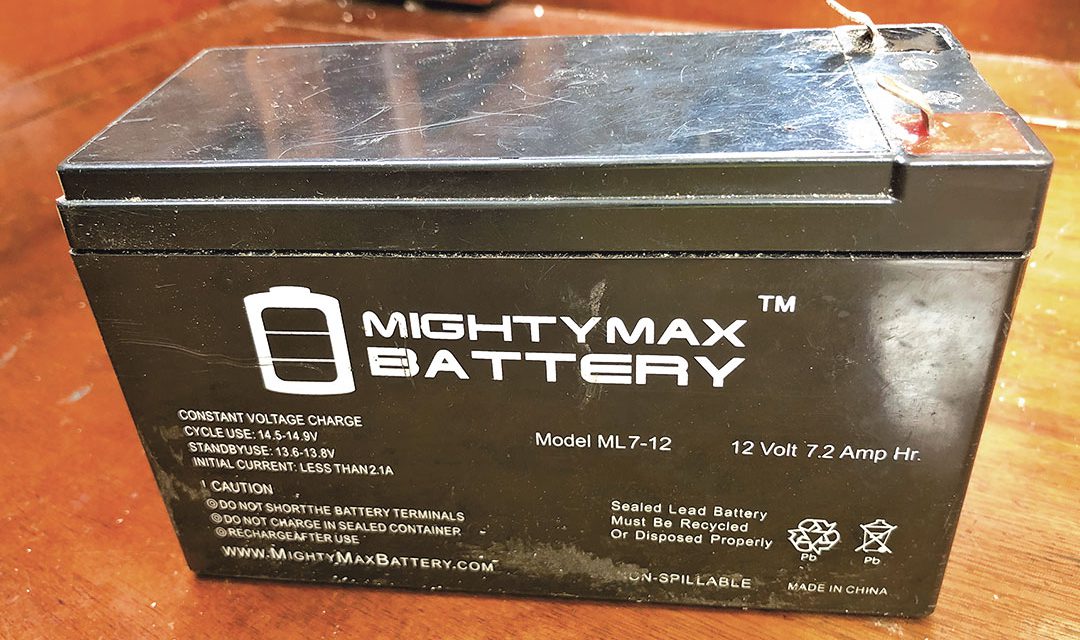 MIGHTYMAX TM
BATTERY
CONSTANT VOLTAGE CHARGE
CYCLE USE: 14.5-14.9V
STANDBYUSE: 13.6-13.8V
INITIAL CURRENT: LESS THAN 2.1A
Model ML7-12
12 Volt 7.2 Amp Hr.
! CAUTION
DO NOT SHORTTHE BATTERY TERMINALS
DO NOT CHARGE IN SEALED CONTAINER
RECHARGEAFTER USE
WWW.MIGHTYMAXBATTERY.COM
Sealed Lead Battery
Must Be Recycled
Or Disposed Properly
Pb
Pb
ON-SPILLABLE
MADE IN CHINA